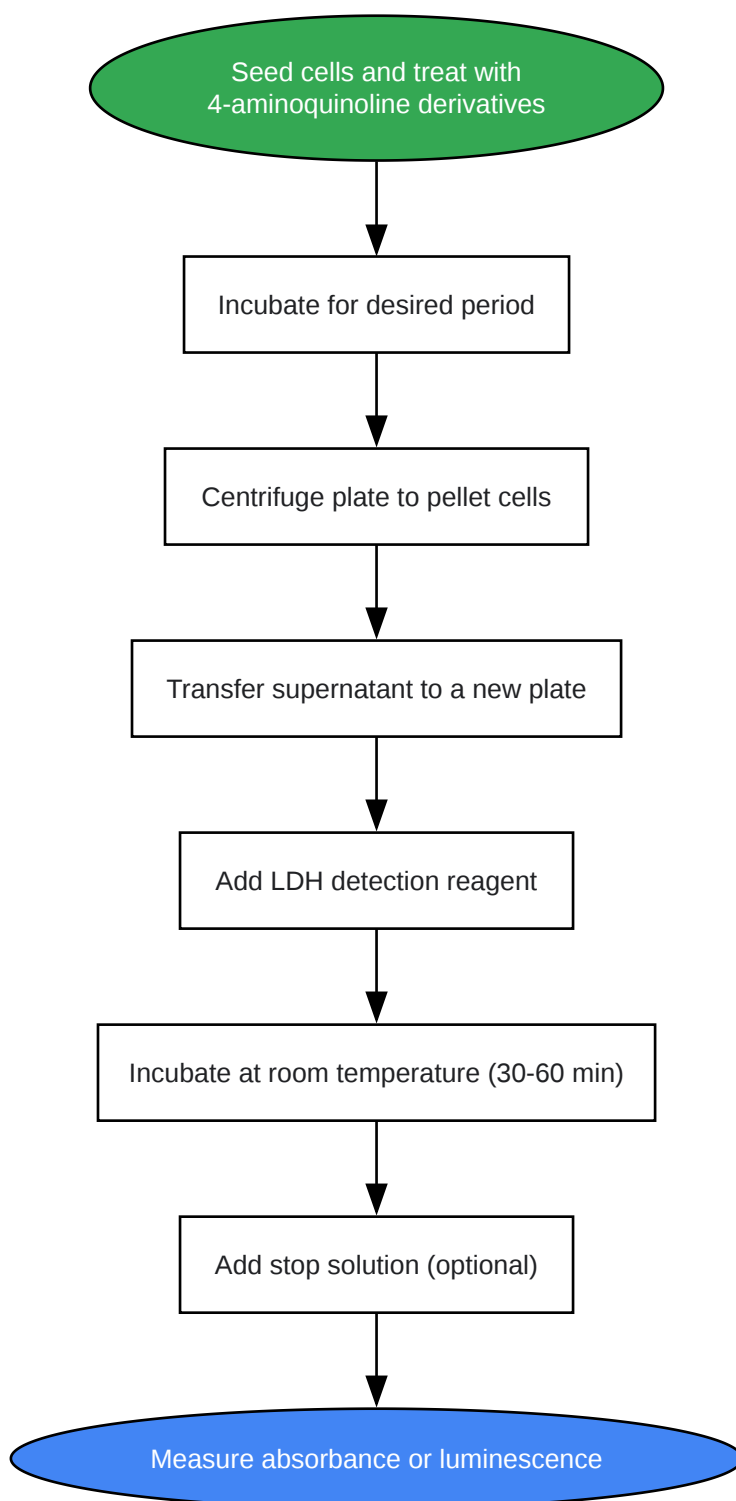 Seed cells and treat with
4-aminoquinoline derivatives
Incubate for desired period
Centrifuge plate to pellet cells
Transfer supernatant to a new plate
Add LDH detection reagent
Incubate at room temperature (30-60 min)
Add stop solution (optional)
Measure absorbance or luminescence